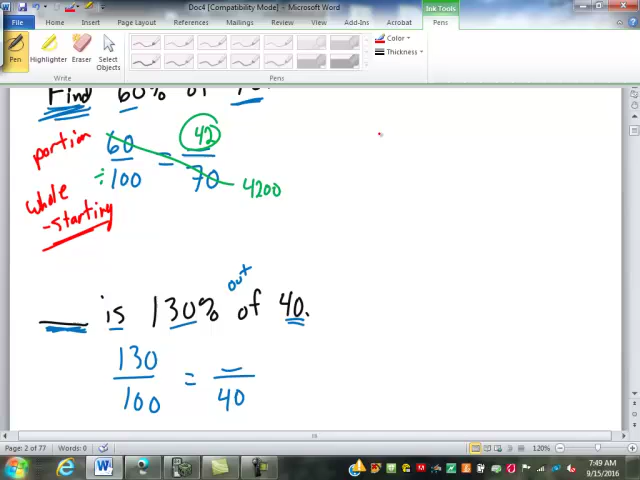 Doc4 [Compatibility Mode] - Microsoft Word
Ink Tools
File Home Insert Page Layout References Mailings Review View Add-Ins Acrobat Pens
Pen Highlighter Eraser Select Objects
Color
Thickness
Write Pens
Find 60% of 70.
portion 60 = 42
÷ 100 70 4200
whole
-starting
out
___ is 130% of 40.
130 = _
100 40
Page: 2 of 77 Words: 0 120%
7:49 AM
9/15/2016